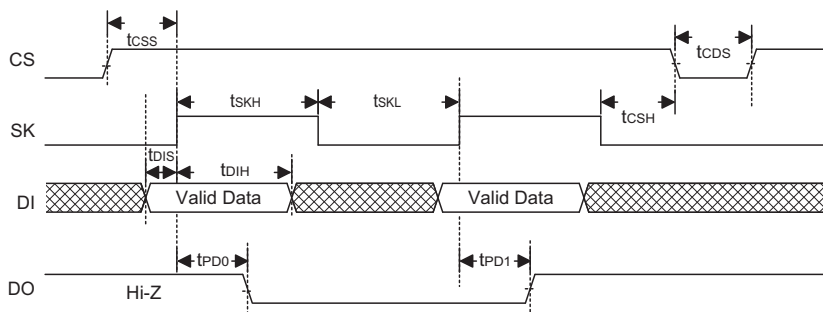 tCSS
CS
tCDS
tSKH
tSKL
tCSH
SK
tDIS
tDIH
DI
Valid Data
Valid Data
tPD0
tPD1
DO
Hi-Z